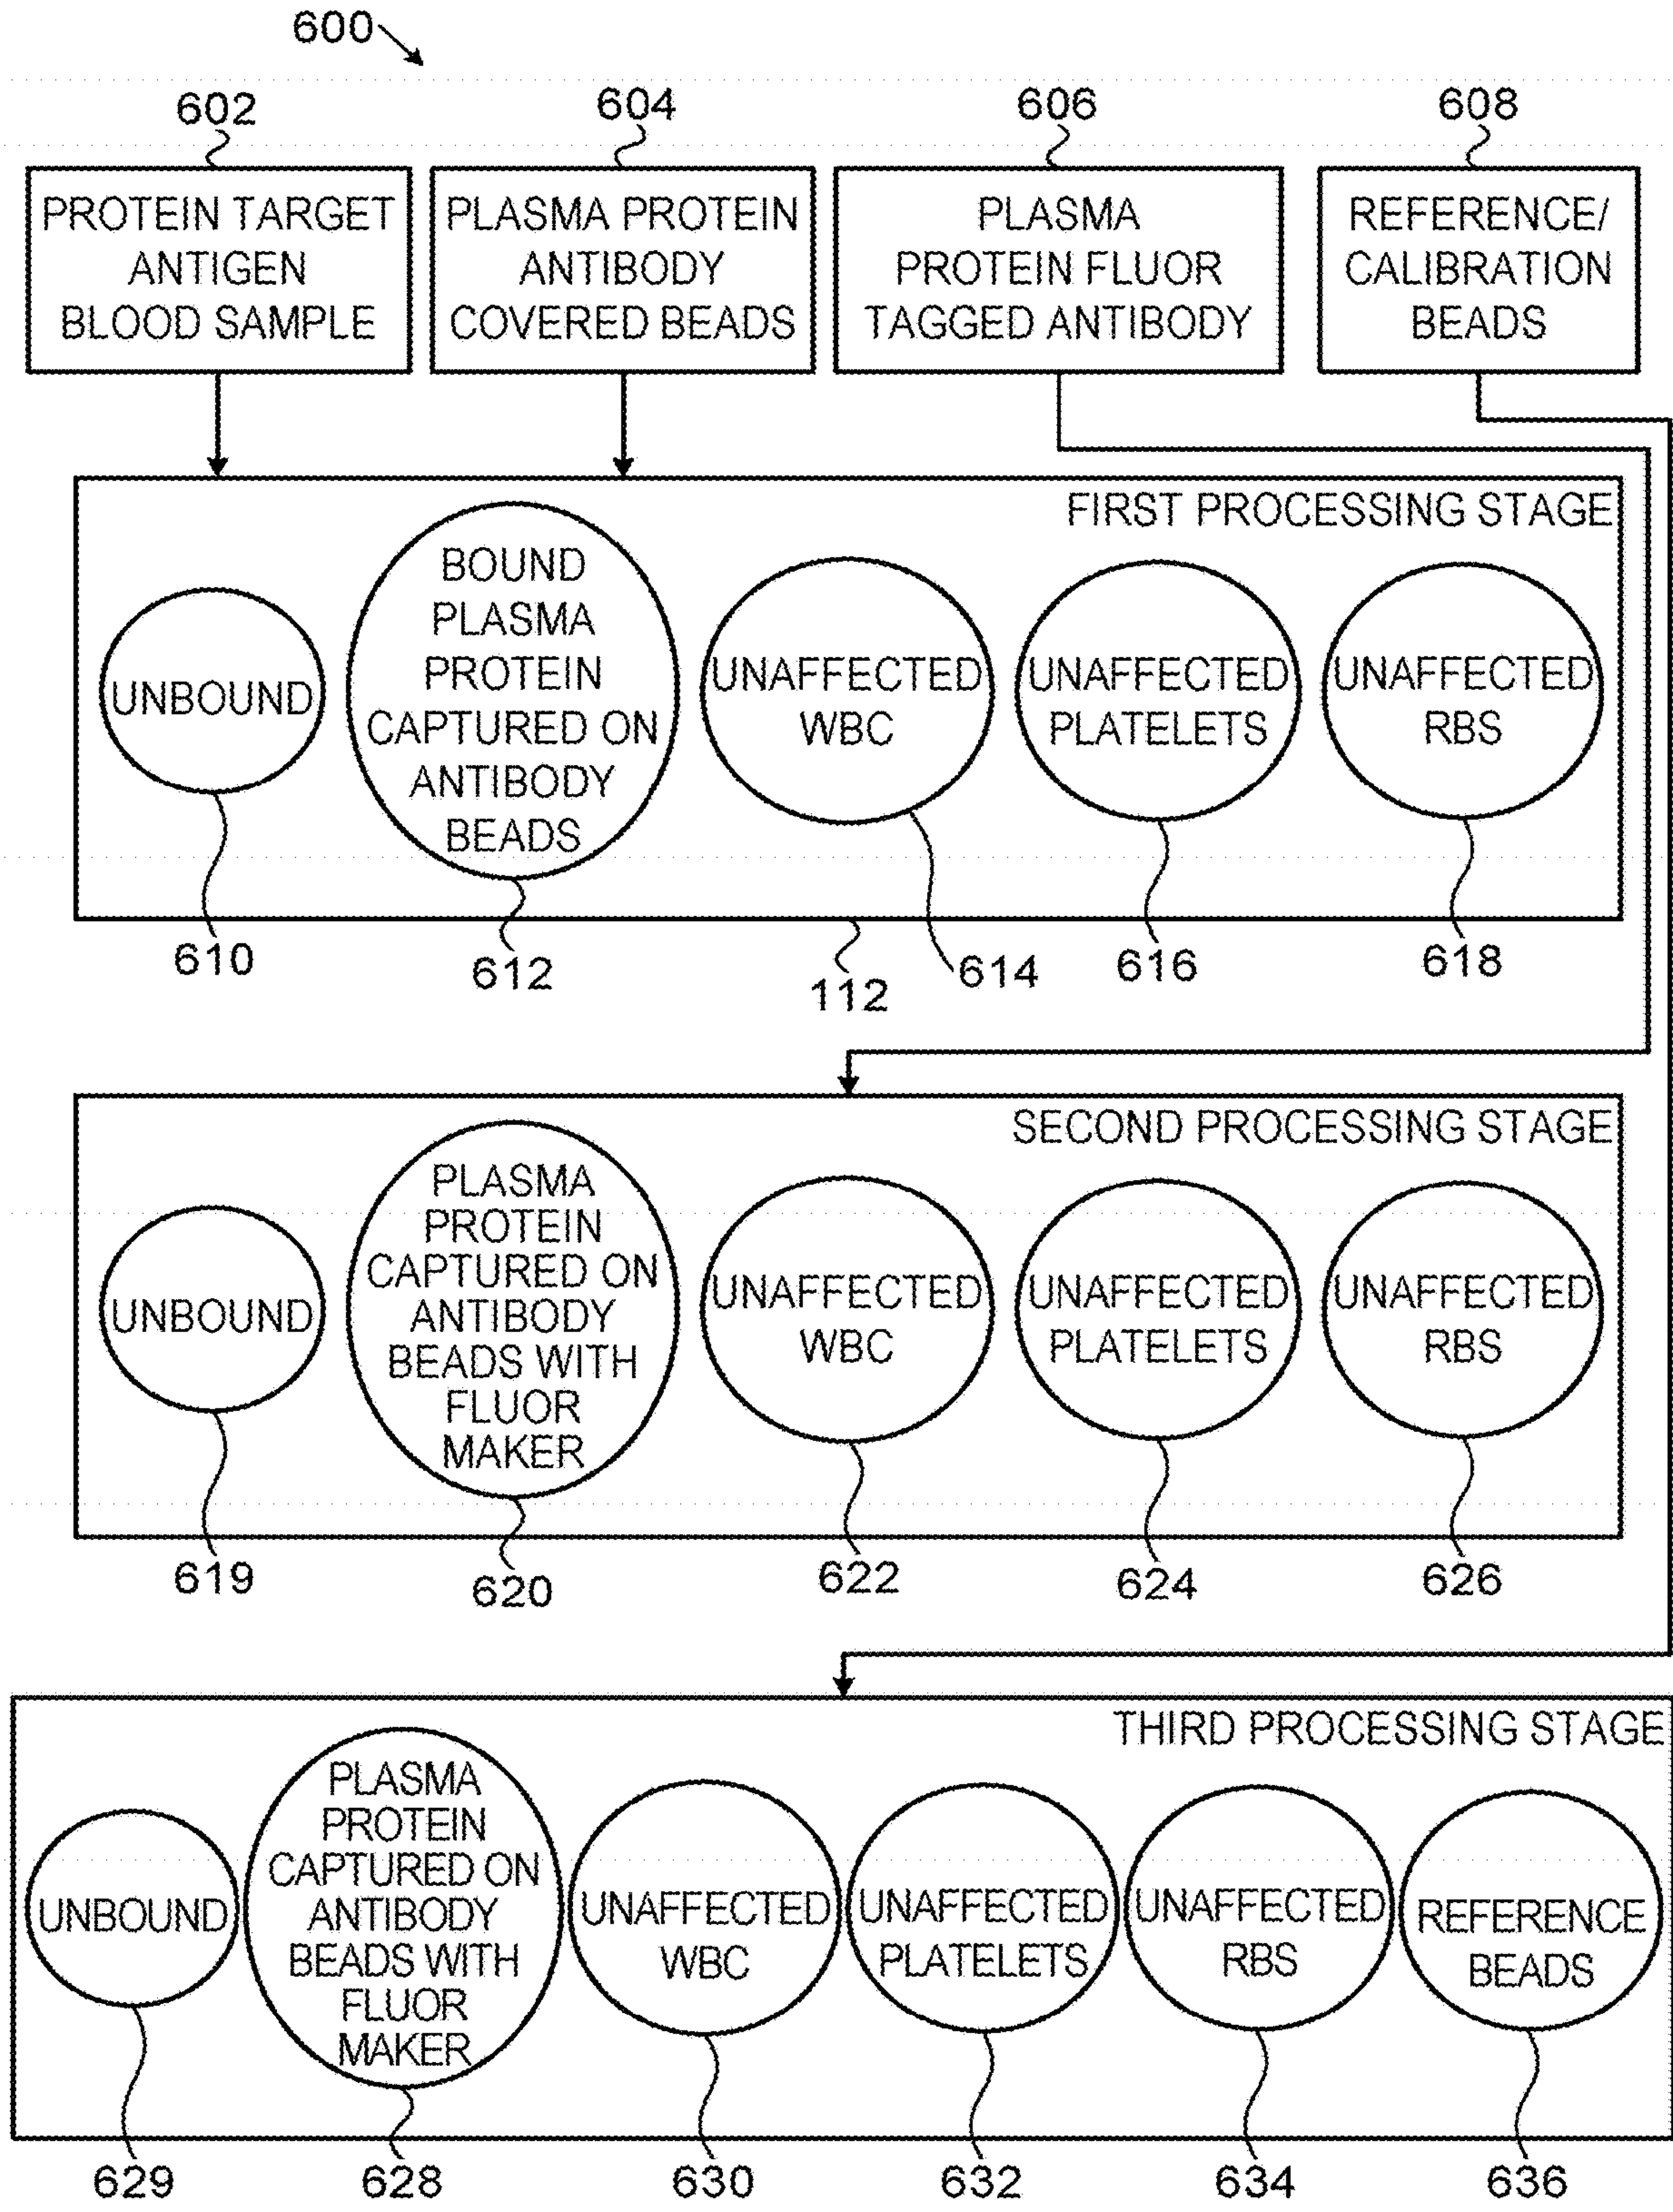 600
602
604
606
608
PROTEIN TARGET
ANTIGEN
BLOOD SAMPLE
PLASMA PROTEIN
ANTIBODY
COVERED BEADS
PLASMA
PROTEIN FLUOR
TAGGED ANTIBODY
REFERENCE/
CALIBRATION
BEADS
FIRST PROCESSING STAGE
UNBOUND
BOUND
PLASMA
PROTEIN
CAPTURED ON
ANTIBODY
BEADS
UNAFFECTED
WBC
UNAFFECTED
PLATELETS
UNAFFECTED
RBS
610
612
112
614
616
618
SECOND PROCESSING STAGE
UNBOUND
PLASMA
PROTEIN
CAPTURED ON
ANTIBODY
BEADS WITH
FLUOR
MAKER
UNAFFECTED
WBC
UNAFFECTED
PLATELETS
UNAFFECTED
RBS
619
620
622
624
626
THIRD PROCESSING STAGE
UNBOUND
PLASMA
PROTEIN
CAPTURED ON
ANTIBODY
BEADS WITH
FLUOR
MAKER
UNAFFECTED
WBC
UNAFFECTED
PLATELETS
UNAFFECTED
RBS
REFERENCE
BEADS
629
628
630
632
634
636